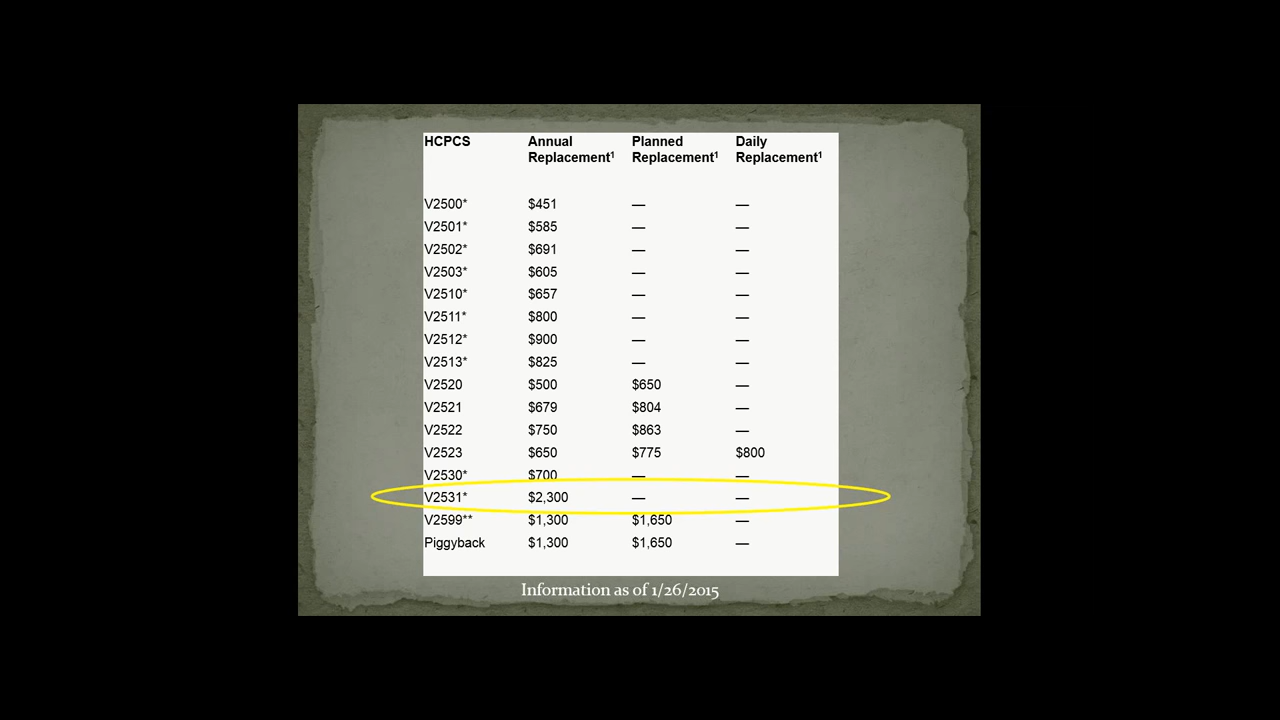 HCPCS Annual Replacement¹ Planned Replacement¹ Daily Replacement¹
V2500* $451 — —
V2501* $585 — —
V2502* $691 — —
V2503* $605 — —
V2510* $657 — —
V2511* $800 — —
V2512* $900 — —
V2513* $825 — —
V2520 $500 $650 —
V2521 $679 $804 —
V2522 $750 $863 —
V2523 $650 $775 $800
V2530* $700 — —
V2531* $2,300 — —
V2599** $1,300 $1,650 —
Piggyback $1,300 $1,650 —
Information as of 1/26/2015